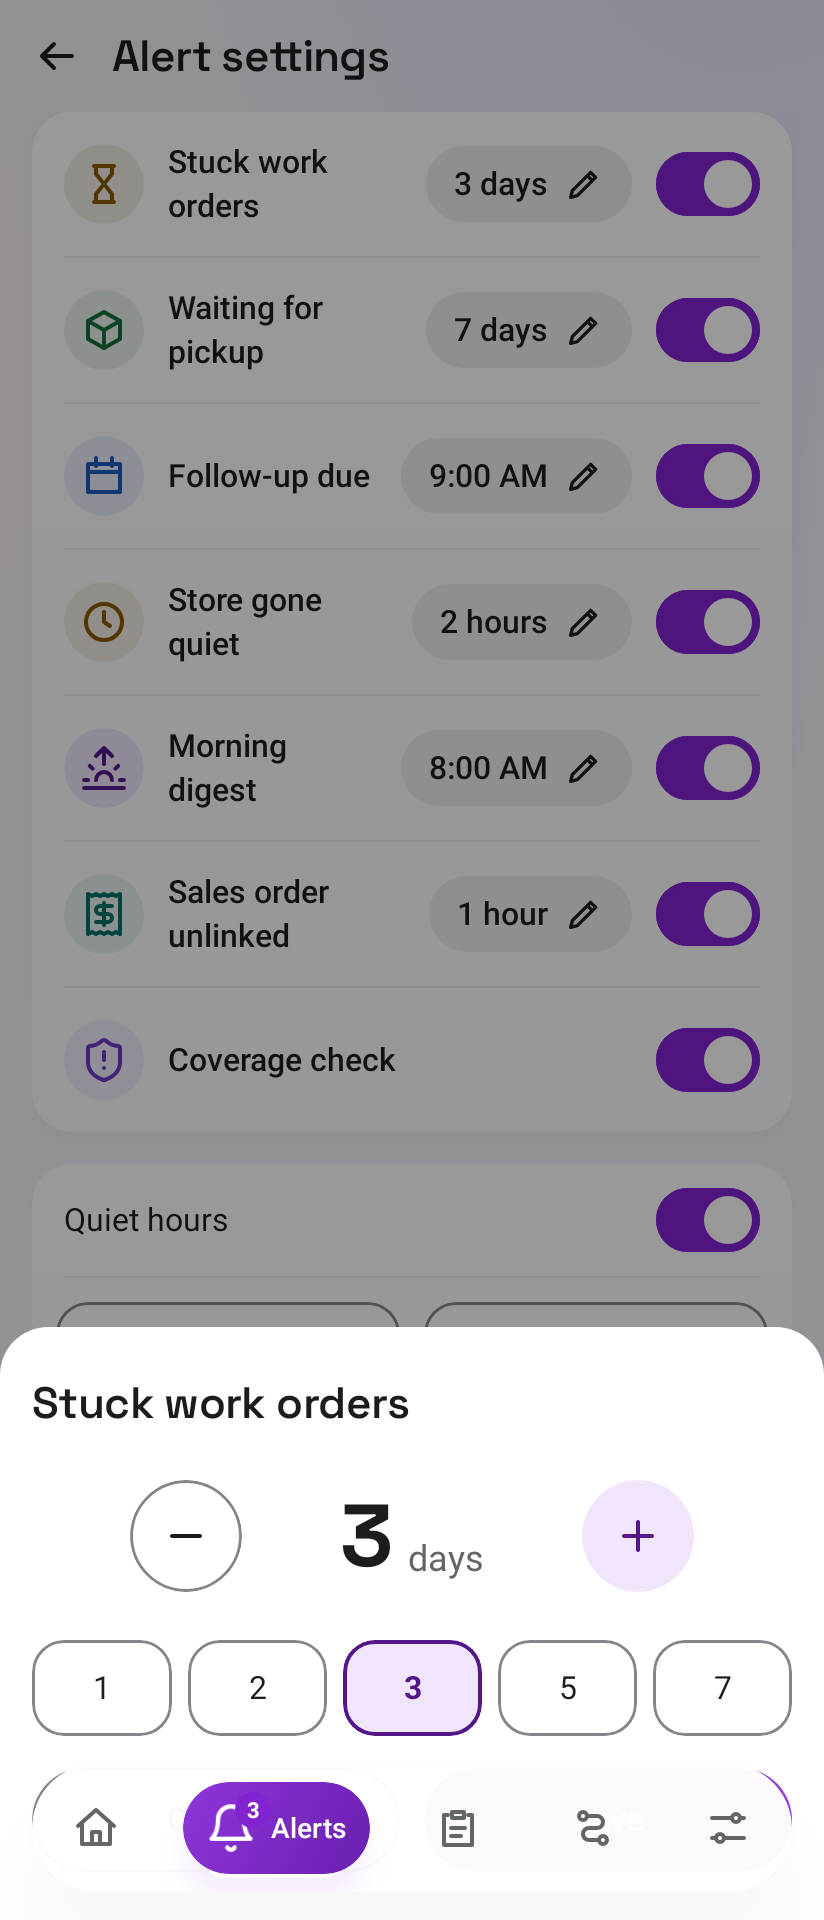 Alert settings
Stuck work
orders
3 days
Waiting for
pickup
7 days
Follow-up due
9:00 AM
Store gone
quiet
2 hours
Morning
digest
8:00 AM
Sales order
unlinked
1 hour
Coverage check
Quiet hours
Stuck work orders
3 days
1
2
3
5
7
3
Alerts